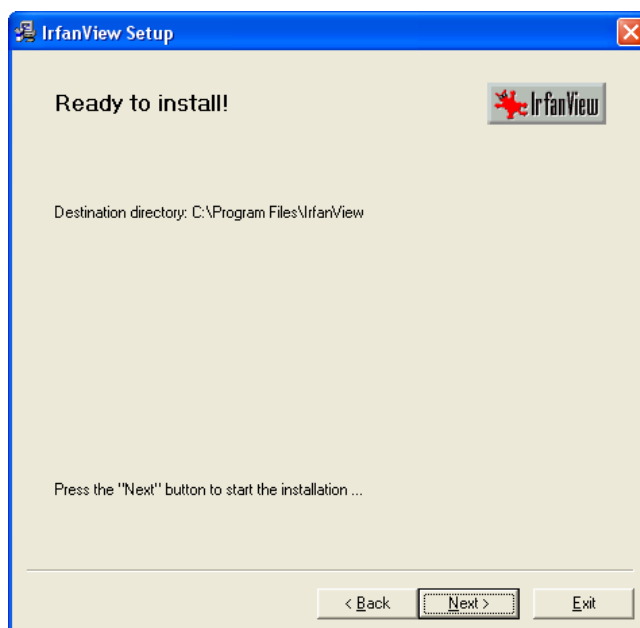 IrfanView Setup
Ready to install!
IrfanView
Destination directory: C:\Program Files\IrfanView
Press the "Next" button to start the installation ...
< Back
Next >
Exit